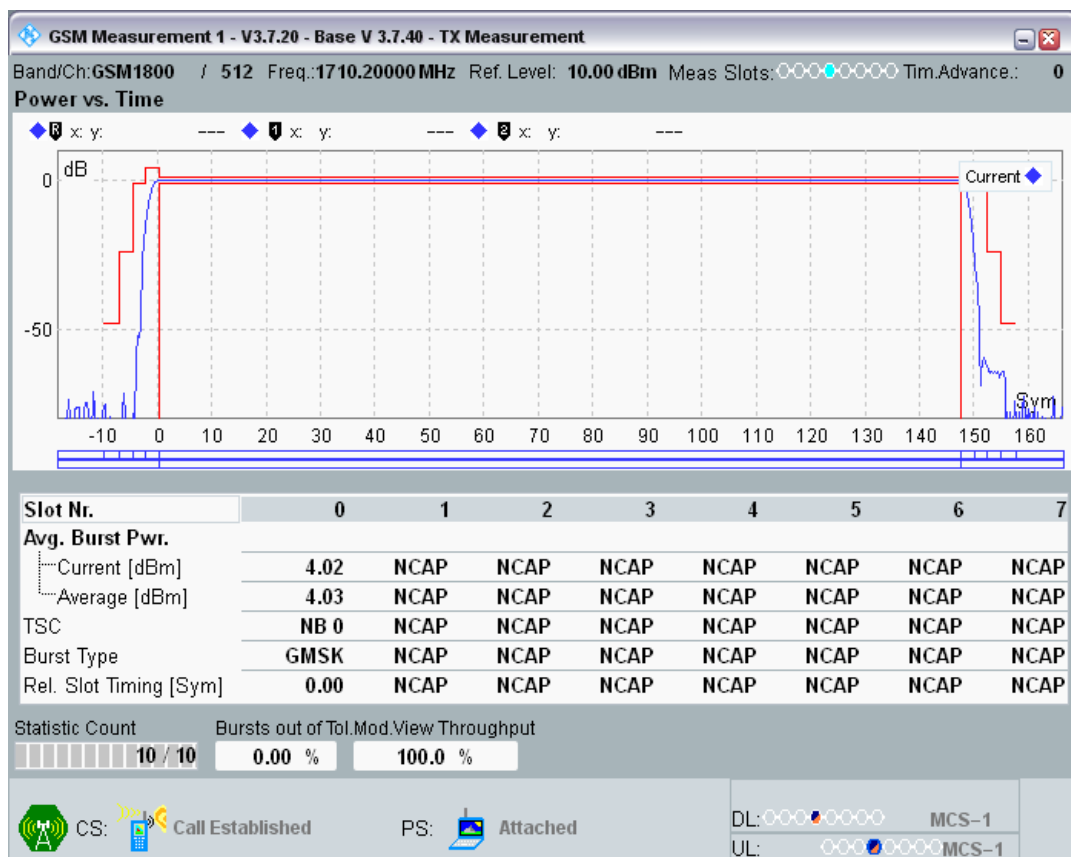 GSM Measurement 1 - V3.7.20 - Base V 3.7.40 - TX Measurement
Band/Ch:GSM1800 / 512 Freq.:1710.20000 MHz Ref. Level: 10.00 dBm Meas Slots: Tim.Advance.: 0
Power vs. Time
R x: y: --- 1 x: y: --- 2 x: y: ---
dB
Current
0
-50
Sym
-10 0 10 20 30 40 50 60 70 80 90 100 110 120 130 140 150 160
Slot Nr. 0 1 2 3 4 5 6 7
Avg. Burst Pwr.
Current [dBm] 4.02 NCAP NCAP NCAP NCAP NCAP NCAP NCAP
Average [dBm] 4.03 NCAP NCAP NCAP NCAP NCAP NCAP NCAP
TSC NB 0 NCAP NCAP NCAP NCAP NCAP NCAP NCAP
Burst Type GMSK NCAP NCAP NCAP NCAP NCAP NCAP NCAP
Rel. Slot Timing [Sym] 0.00 NCAP NCAP NCAP NCAP NCAP NCAP NCAP
Statistic Count Bursts out of Tol.Mod.View Throughput
10 / 10 0.00 % 100.0 %
CS: Call Established PS: Attached
DL: MCS-1
UL: MCS-1